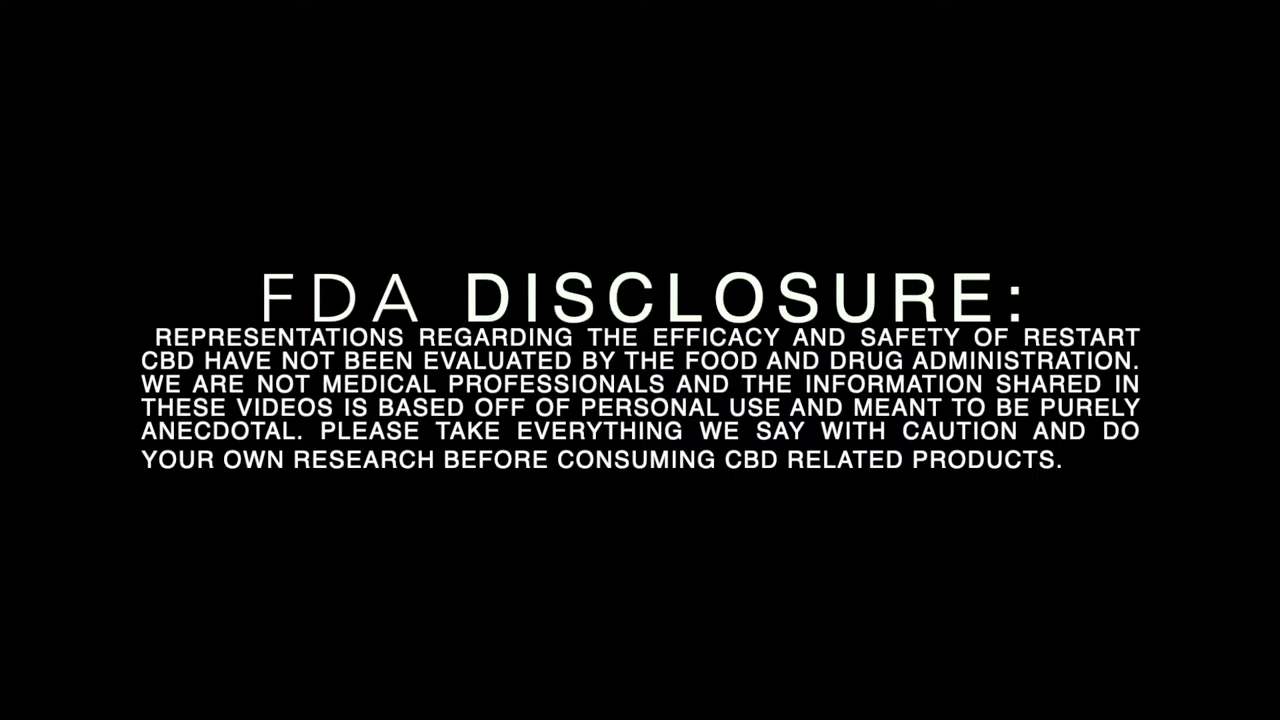 FDA DISCLOSURE:
REPRESENTATIONS REGARDING THE EFFICACY AND SAFETY OF RESTART
CBD HAVE NOT BEEN EVALUATED BY THE FOOD AND DRUG ADMINISTRATION.
WE ARE NOT MEDICAL PROFESSIONALS AND THE INFORMATION SHARED IN
THESE VIDEOS IS BASED OFF OF PERSONAL USE AND MEANT TO BE PURELY
ANECDOTAL. PLEASE TAKE EVERYTHING WE SAY WITH CAUTION AND DO
YOUR OWN RESEARCH BEFORE CONSUMING CBD RELATED PRODUCTS.